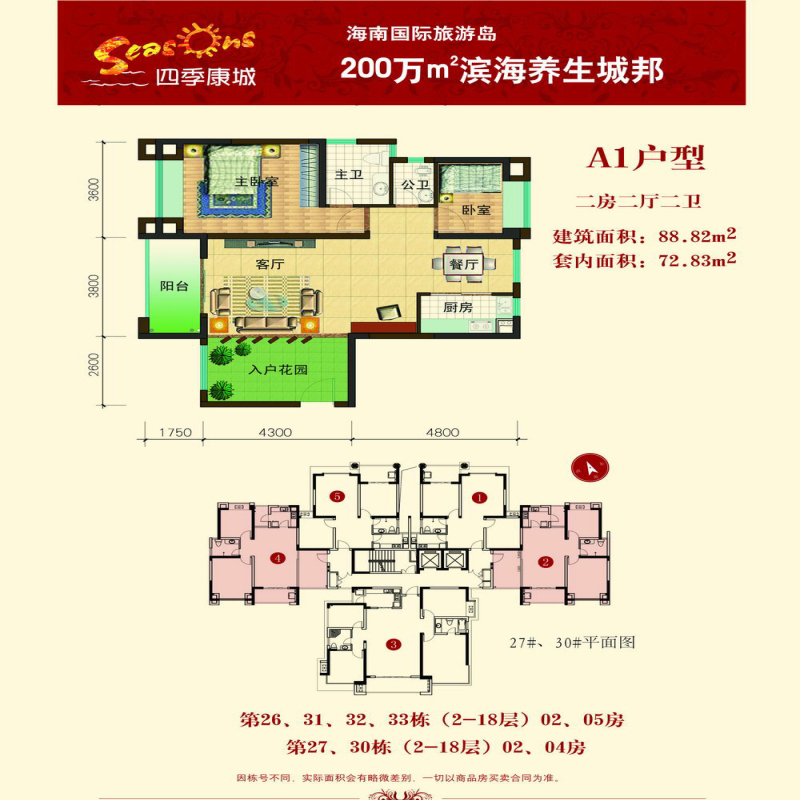 Seasons
四季康城
海南国际旅游岛
200万m²滨海养生城邦
A1户型
二房二厅二卫
建筑面积：88.82m²
套内面积：72.83m²
3600
3800
2600
主卧室
主卫
公卫
卧室
客厅
餐厅
阳台
厨房
入户花园
1750
4300
4800
5
1
4
2
3
27#、30#平面图
第26、31、32、33栋（2-18层）02、05房
第27、30栋（2-18层）02、04房
因栋号不同，实际面积会有略微差别，一切以商品房买卖合同为准。